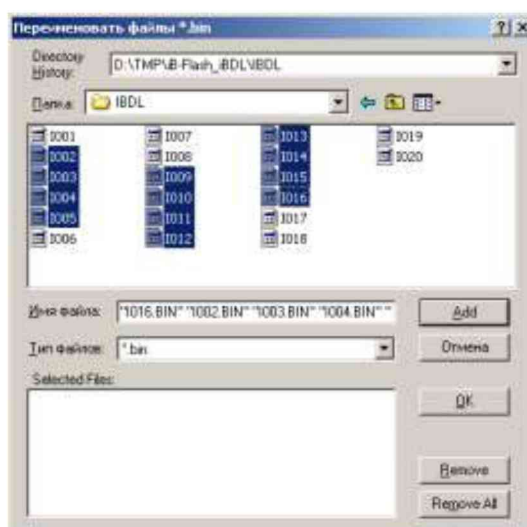 Переименовать файлы *.bin
Directory History: D:\TMP\iB-Flash_iBDL\IBDL
Папка: IBDL
I001 I007 I013 I019
I002 I008 I014 I020
I003 I009 I015
I004 I010 I016
I005 I011 I017
I006 I012 I018
Имя файла: "I016.BIN" "I002.BIN" "I003.BIN" "I004.BIN" "
Add
Тип файлов: *.bin
Отмена
Selected Files:
OK
Remove
Remove All